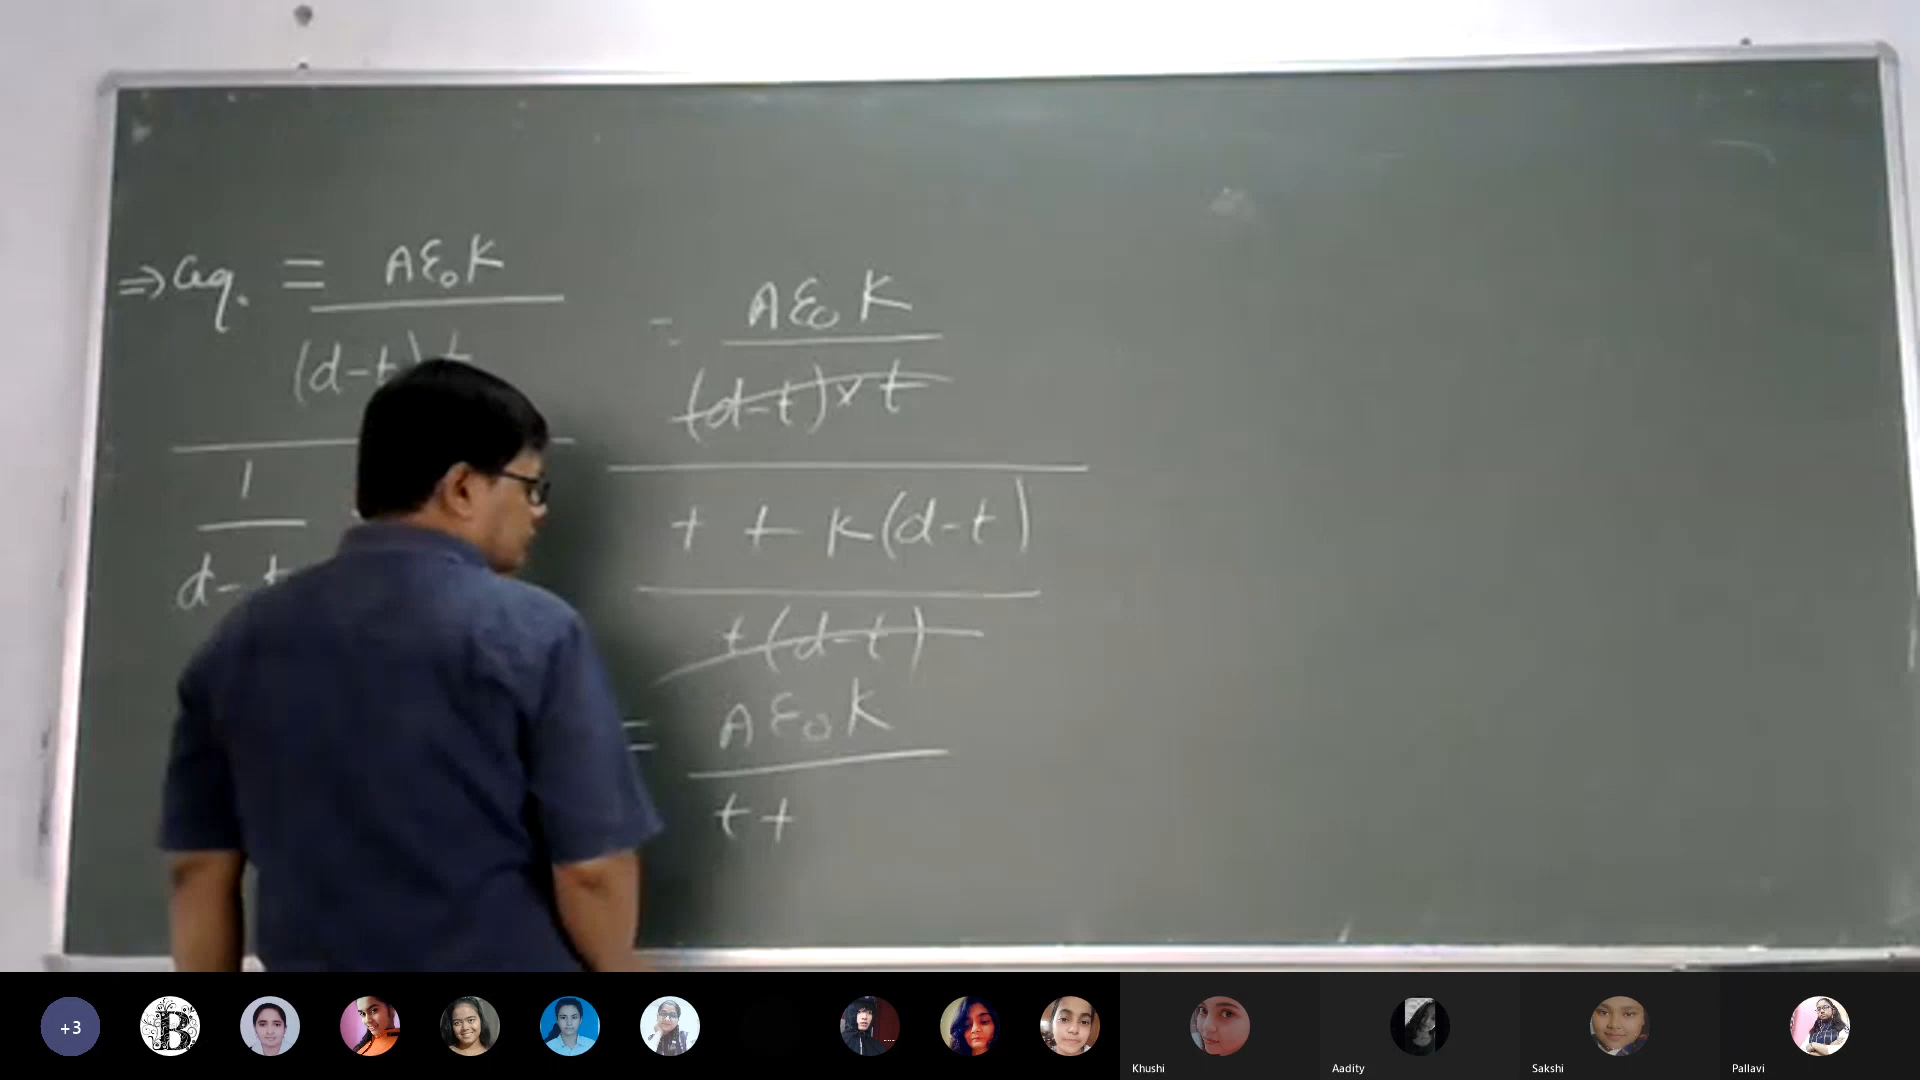 ⇒ Ceq. = Aε₀K
(d-t) t
1
d-t
= Aε₀K
(d-t)×t
t + K(d-t)
t(d-t)
= Aε₀K
t +
+3
B
Khushi
Aadity
Sakshi
Pallavi